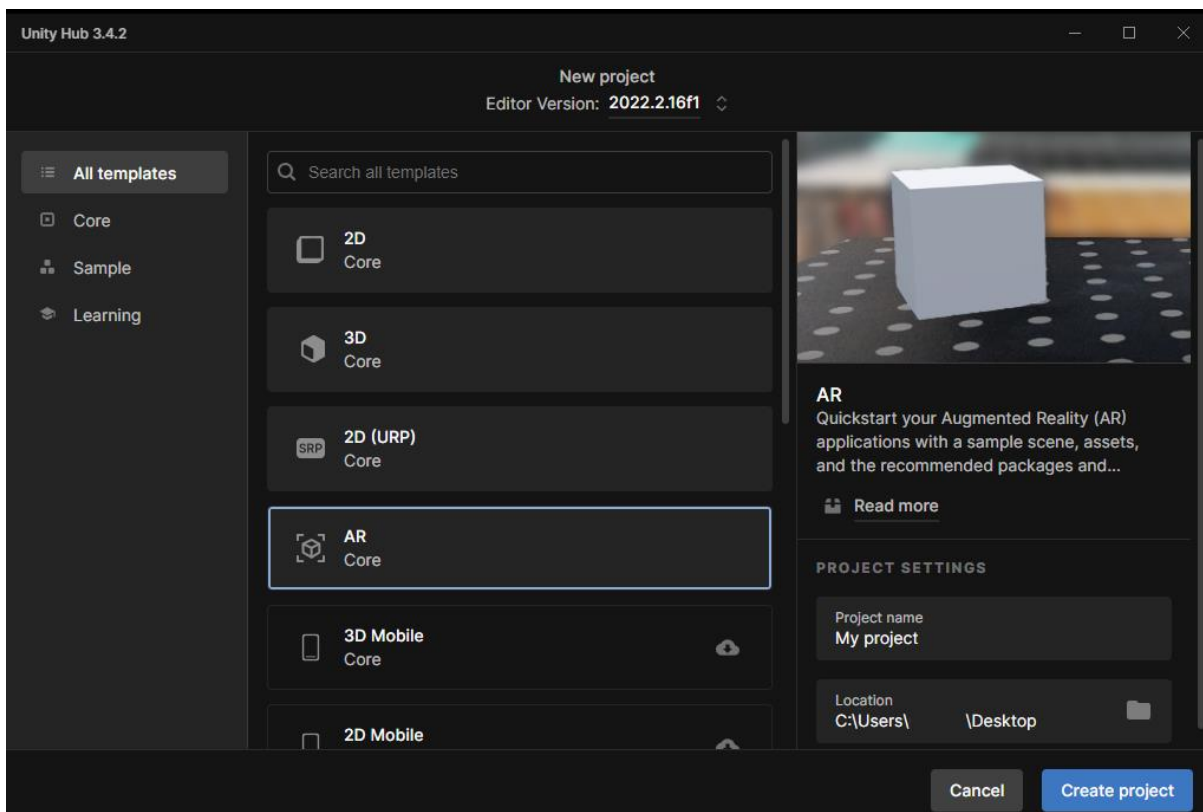 Unity Hub 3.4.2
New project
Editor Version: 2022.2.16f1
All templates
Core
Sample
Learning
Search all templates
2D
Core
3D
Core
SRP
2D (URP)
Core
AR
Core
3D Mobile
Core
2D Mobile
AR
Quickstart your Augmented Reality (AR)
applications with a sample scene, assets,
and the recommended packages and...
Read more
PROJECT SETTINGS
Project name
My project
Location
C:\Users\ \Desktop
Cancel
Create project